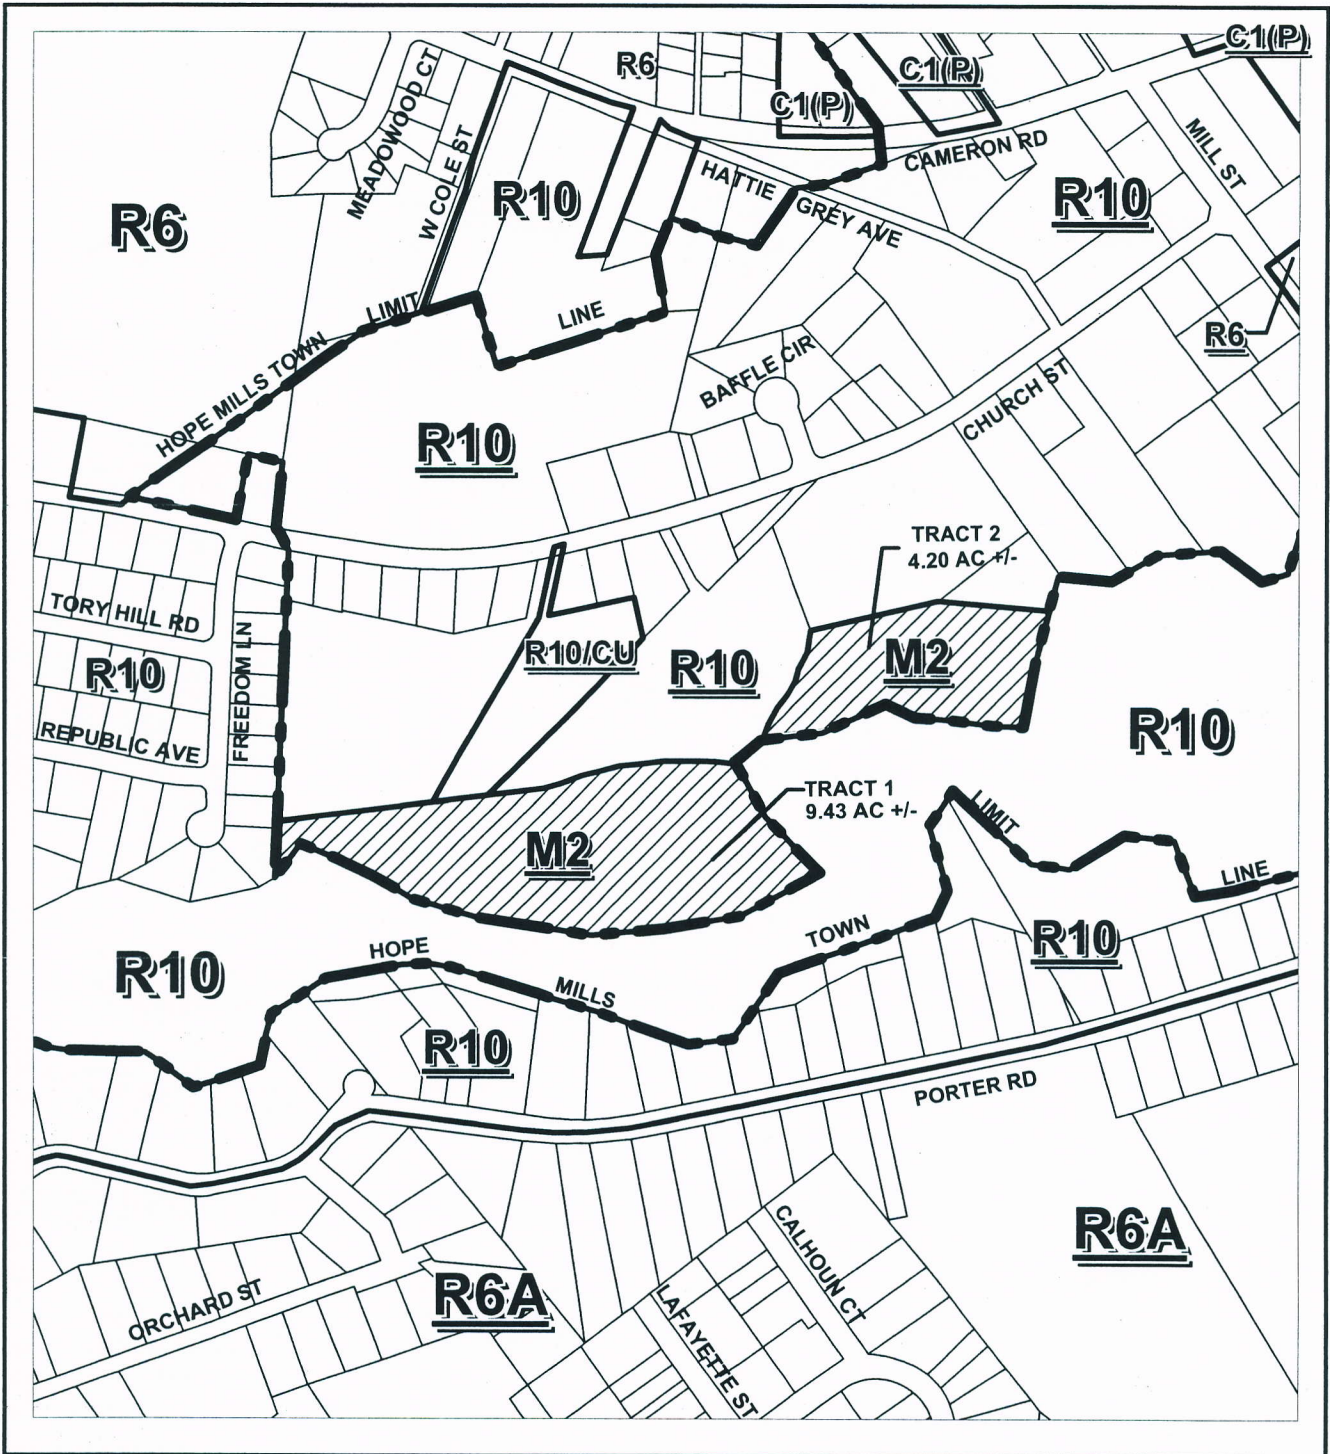 C1(P)
R6
C1(P)
C1(P)
MEADOWOOD CT
W COLE ST
MILL ST
CAMERON RD
HATTIE
GREY AVE
R6
R10
R10
LIMIT
LINE
HOPE MILLS TOWN
R6
BAFFLE CIR
CHURCH ST
R10
TRACT 2
4.20 AC +/-
TORY HILL RD
R10
FREEDOM LN
REPUBLIC AVE
R10/CU
R10
M2
R10
TRACT 1
9.43 AC +/-
LIMIT
M2
LINE
R10
HOPE
MILLS
TOWN
R10
R10
PORTER RD
R6A
CALHOUN CT
ORCHARD ST
R6A
LAFAYETTE ST